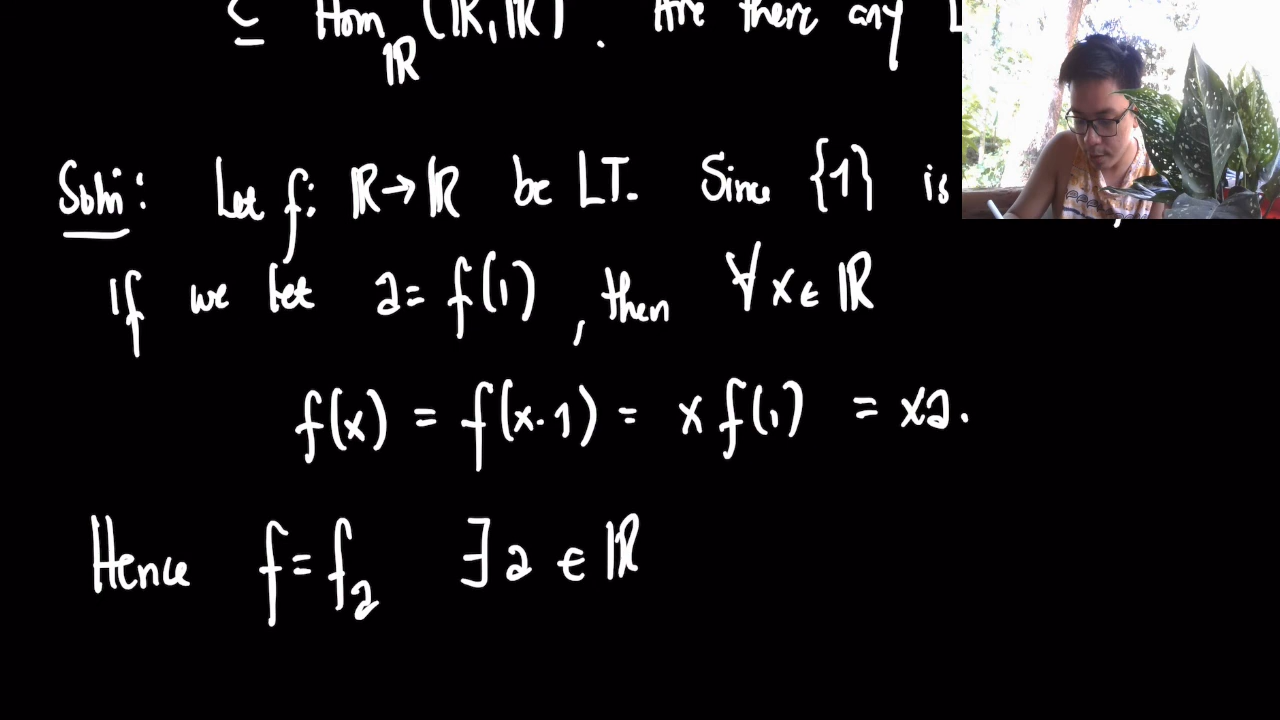 ⊆ Hom_ℝ (ℝ, ℝ). Are there any
Soln: Let f: ℝ→ℝ be LT. Since {1} is
If we let a = f(1), then ∀ x ∈ ℝ
f(x) = f(x·1) = x f(1) = xa.
Hence f = f_a ∃ a ∈ ℝ